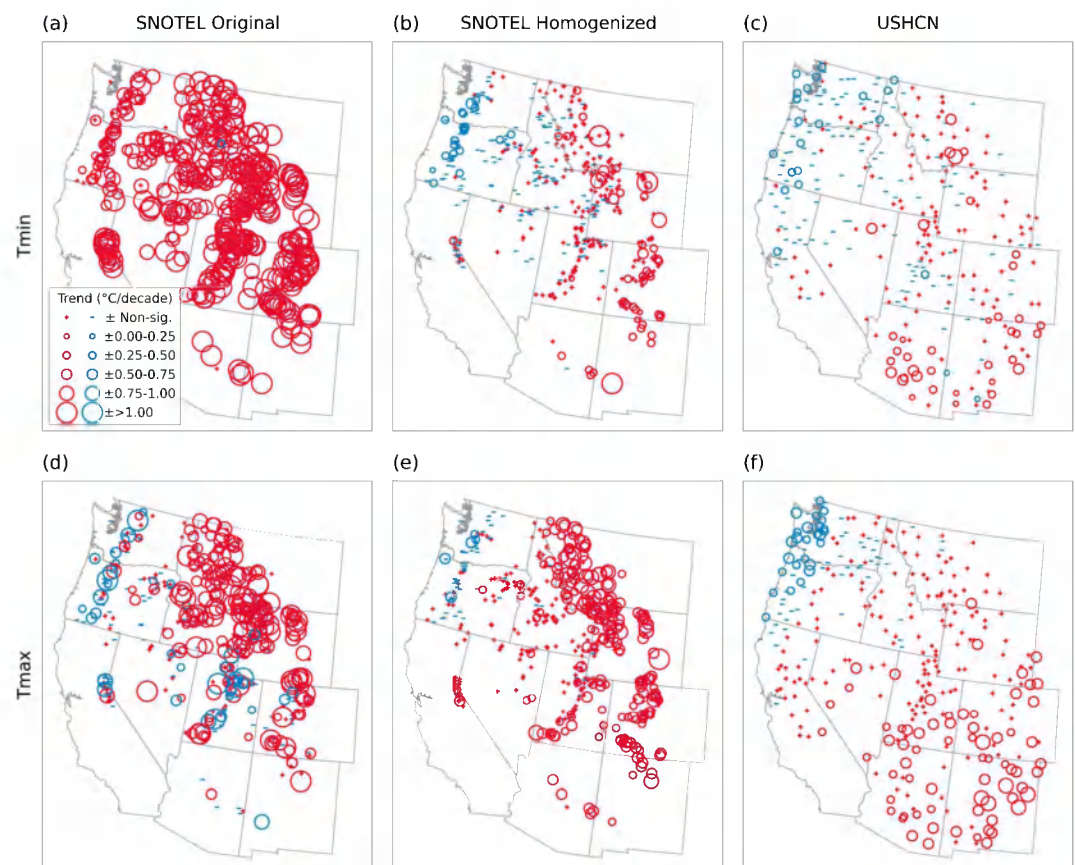 (a) SNOTEL Original
(b) SNOTEL Homogenized
(c) USHCN
Tmin
Trend (°C/decade)
± Non-sig.
±0.00-0.25
±0.25-0.50
±0.50-0.75
±0.75-1.00
±>1.00
(d)
(e)
(f)
Tmax